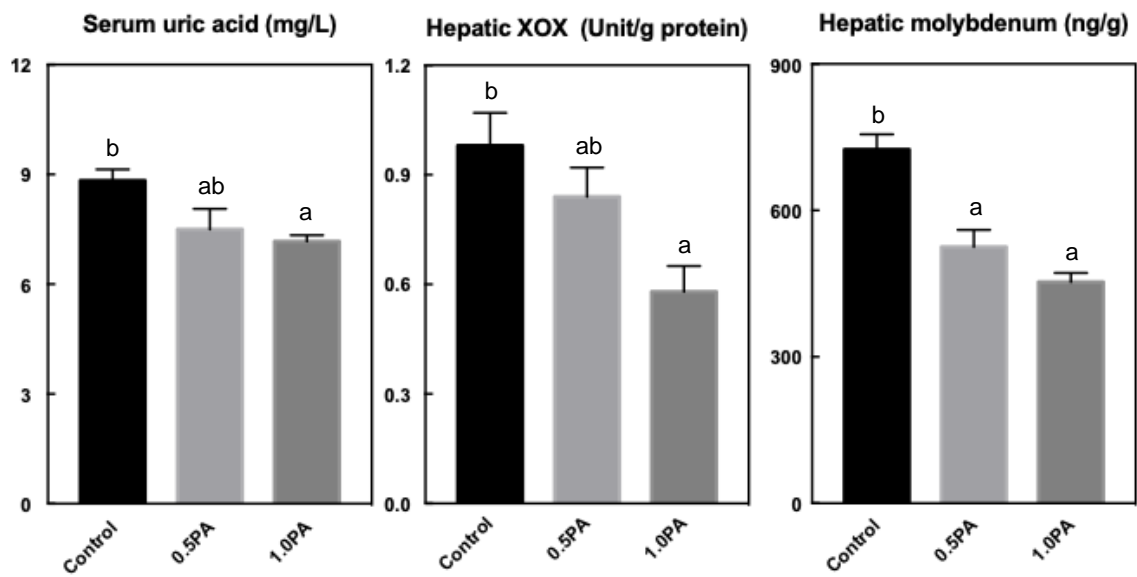 Serum uric acid (mg/L)
12
9
6
3
0
b
ab
a
Control
0.5PA
1.0PA
Hepatic XOX (Unit/g protein)
1.2
0.9
0.6
0.3
0.0
b
ab
a
Control
0.5PA
1.0PA
Hepatic molybdenum (ng/g)
900
600
300
0
b
a
a
Control
0.5PA
1.0PA